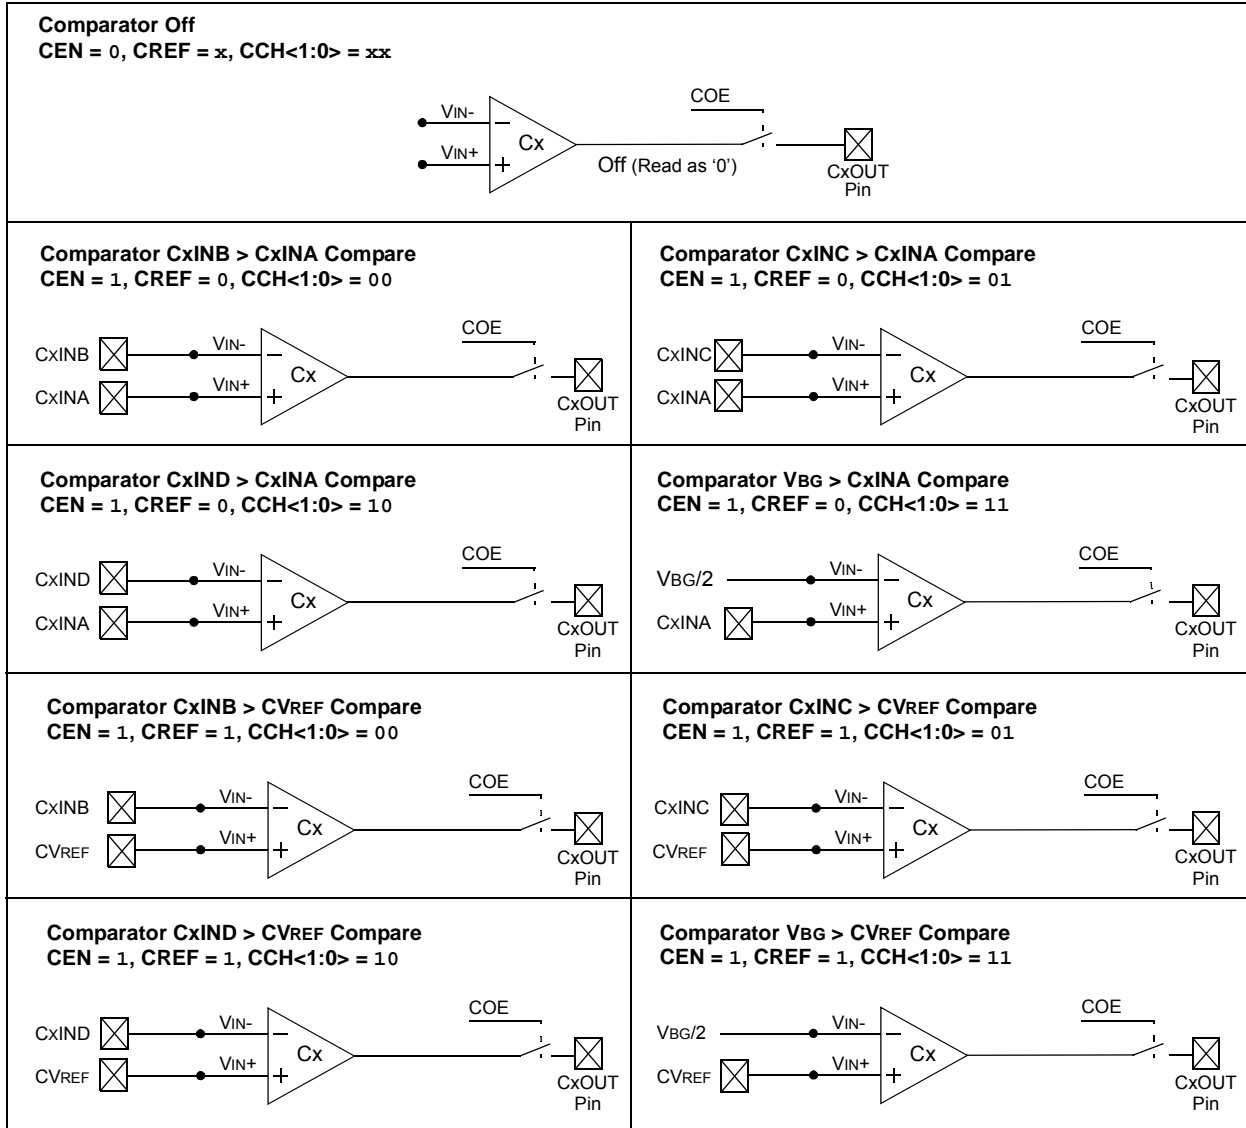 Comparator Off
CEN = 0, CREF = x, CCH<1:0> = xx
COE
VIN-
VIN+
−
+
Cx
Off (Read as ‘0’)
CxOUT
Pin
Comparator CxINB > CxINA Compare
CEN = 1, CREF = 0, CCH<1:0> = 00
COE
CxINB
VIN-
CxINA
VIN+
−
+
Cx
CxOUT
Pin
Comparator CxINC > CxINA Compare
CEN = 1, CREF = 0, CCH<1:0> = 01
COE
CxINC
VIN-
CxINA
VIN+
−
+
Cx
CxOUT
Pin
Comparator CxIND > CxINA Compare
CEN = 1, CREF = 0, CCH<1:0> = 10
COE
CxIND
VIN-
CxINA
VIN+
−
+
Cx
CxOUT
Pin
Comparator VBG > CxINA Compare
CEN = 1, CREF = 0, CCH<1:0> = 11
COE
VBG/2
VIN-
CxINA
VIN+
−
+
Cx
CxOUT
Pin
Comparator CxINB > CVREF Compare
CEN = 1, CREF = 1, CCH<1:0> = 00
COE
CxINB
VIN-
CVREF
VIN+
−
+
Cx
CxOUT
Pin
Comparator CxINC > CVREF Compare
CEN = 1, CREF = 1, CCH<1:0> = 01
COE
CxINC
VIN-
CVREF
VIN+
−
+
Cx
CxOUT
Pin
Comparator CxIND > CVREF Compare
CEN = 1, CREF = 1, CCH<1:0> = 10
COE
CxIND
VIN-
CVREF
VIN+
−
+
Cx
CxOUT
Pin
Comparator VBG > CVREF Compare
CEN = 1, CREF = 1, CCH<1:0> = 11
COE
VBG/2
VIN-
CVREF
VIN+
−
+
Cx
CxOUT
Pin